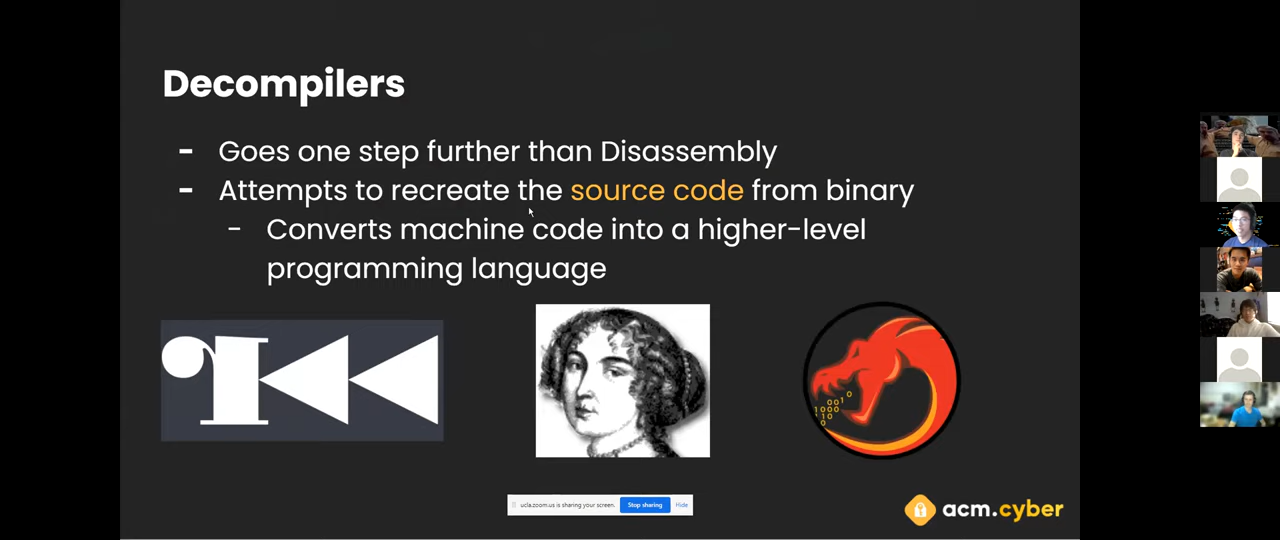 Decompilers
- Goes one step further than Disassembly
- Attempts to recreate the source code from binary
- Converts machine code into a higher-level
programming language
ucla.zoom.us is sharing your screen. Stop sharing Hide
acm.cyber